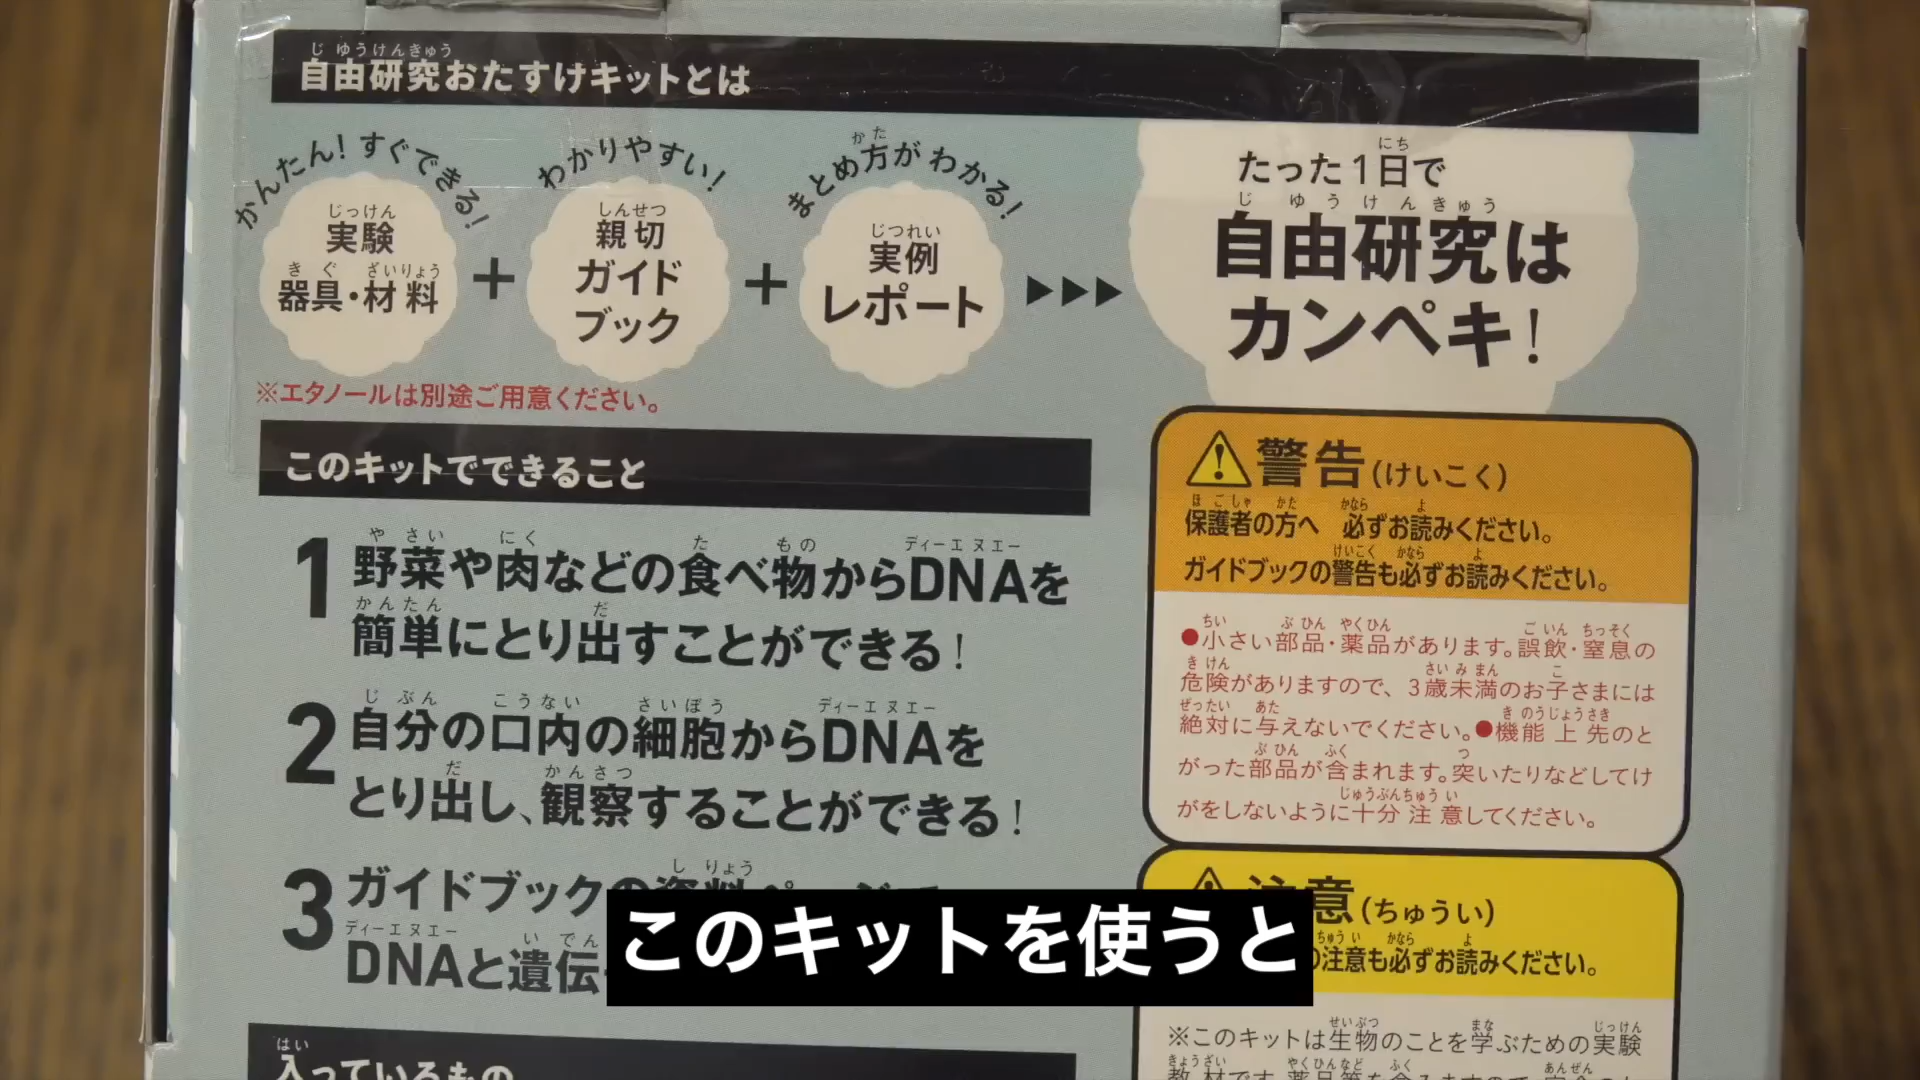 自由研究おたすけキットとは
かんたん!すぐできる!
実験
器具・材料
+
わかりやすい!
親切
ガイド
ブック
+
まとめ方がわかる!
実例
レポート
▶▶▶
たった1日で
自由研究は
カンペキ!
※エタノールは別途ご用意ください。
このキットでできること
1 野菜や肉などの食べ物からDNAを
簡単にとり出すことができる!
2 自分の口内の細胞からDNAを
とり出し、観察することができる!
3 ガイドブックの資料
DNAと遺伝
入っているもの
警告(けいこく)
保護者の方へ 必ずお読みください。
ガイドブックの警告も必ずお読みください。
●小さい部品・薬品があります。誤飲・窒息の
危険がありますので、3歳未満のお子さまには
絶対に与えないでください。●機能上先のと
がった部品が含まれます。突いたりなどしてけ
がをしないように十分注意してください。
注意(ちゅうい)
の注意も必ずお読みください。
※このキットは生物のことを学ぶための実験
このキットを使うと